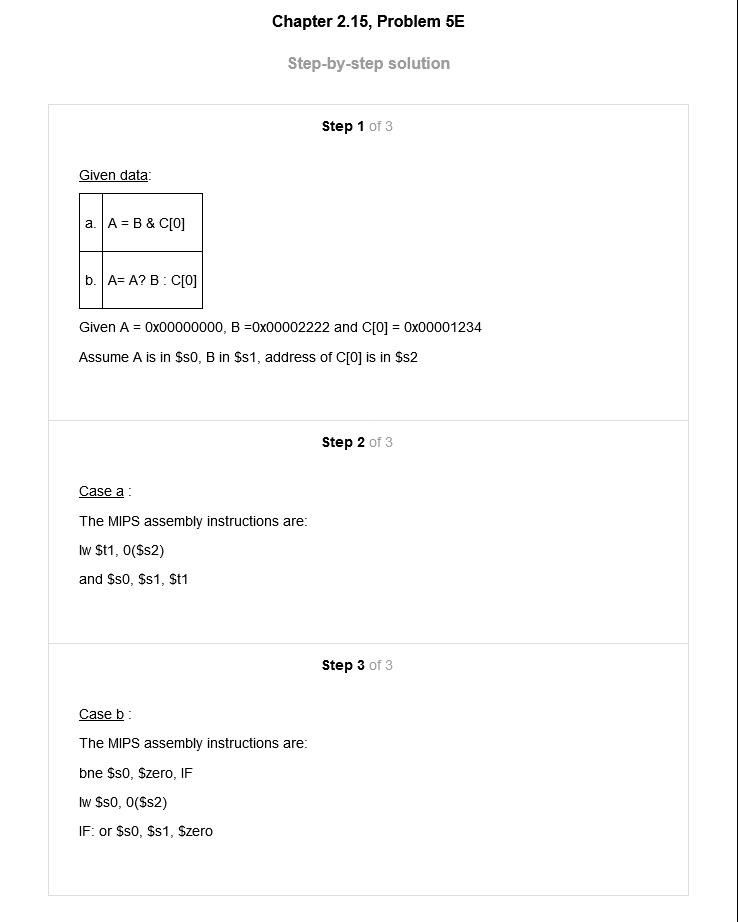 Chapter 2.15, Problem 5E
Step-by-step solution
Step 1 of 3
Given data:
a. A = B & C[0]
b. A= A? B : C[0]
Given A = 0x00000000, B =0x00002222 and C[0] = 0x00001234
Assume A is in $s0, B in $s1, address of C[0] is in $s2
Step 2 of 3
Case a :
The MIPS assembly instructions are:
lw $t1, 0($s2)
and $s0, $s1, $t1
Step 3 of 3
Case b :
The MIPS assembly instructions are:
bne $s0, $zero, IF
lw $s0, 0($s2)
IF: or $s0, $s1, $zero